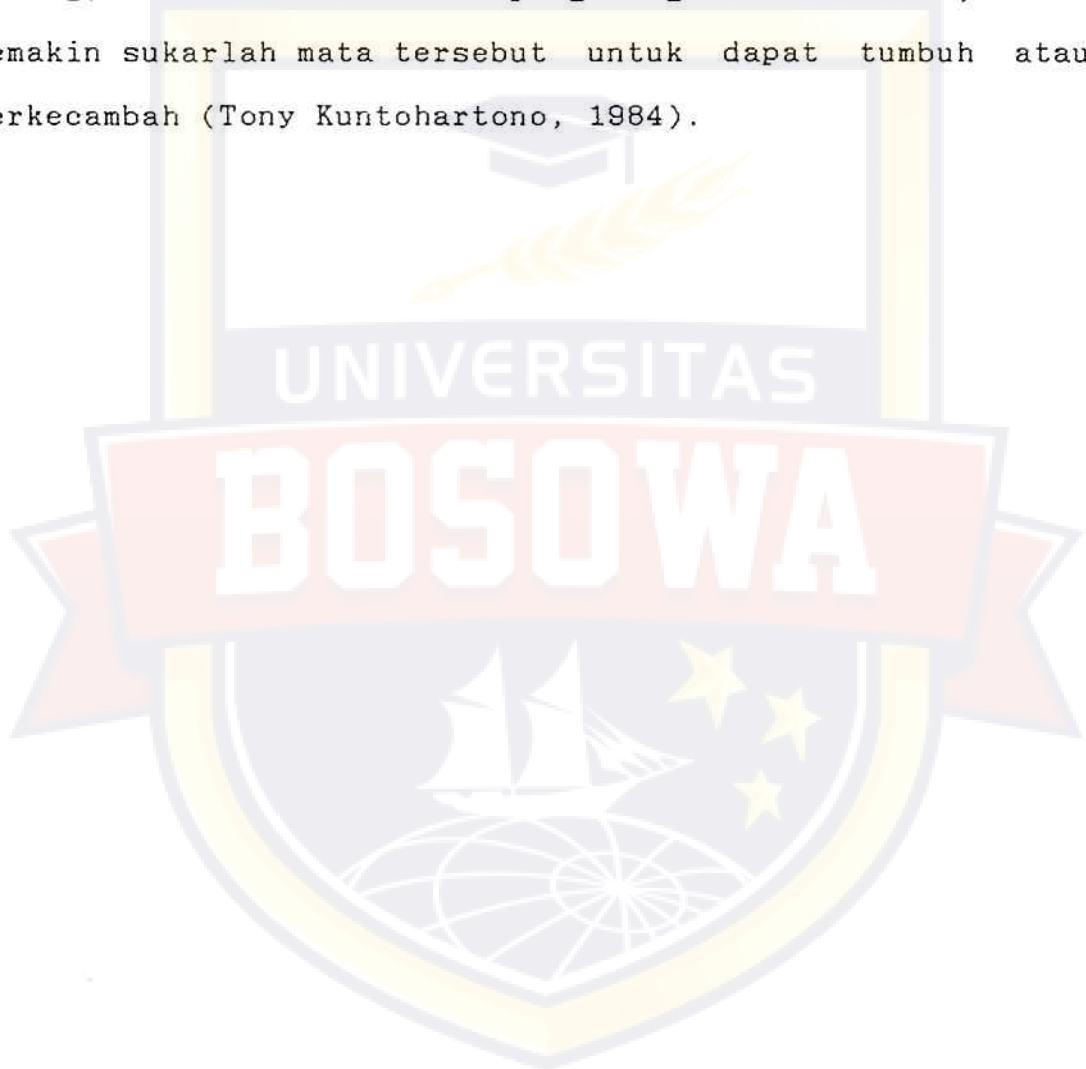 emakin sukarlah mata tersebut untuk dapat tumbuh atau
erkecambah (Tony Kuntohartono, 1984).
UNIVERSITAS
BOSOWA